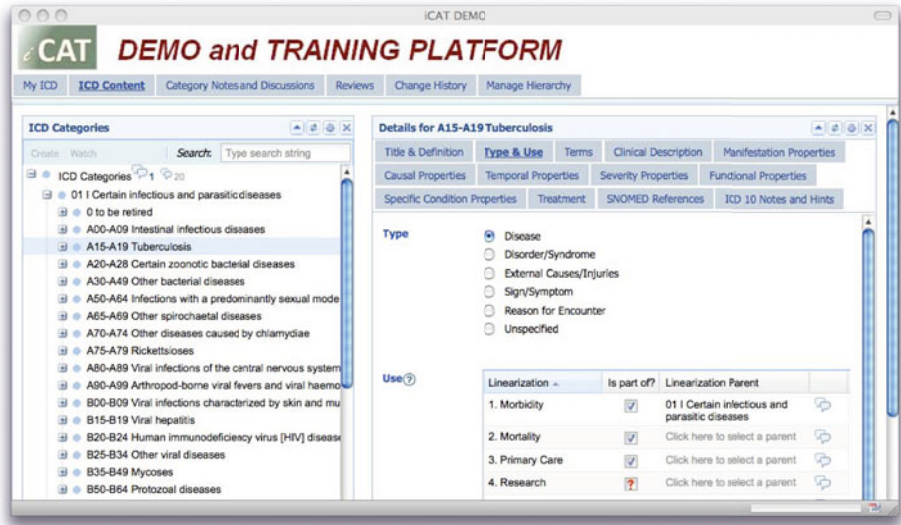 iCAT DEMO
iCAT DEMO and TRAINING PLATFORM
My ICD ICD Content Category Notesand Discussions Reviews Change History Manage Hierarchy
ICD Categories
Create Watch Search: Type search string
ICD Categories 1 20
01 I Certain infectious and parasiticdiseases
0 to be retired
A00-A09 Intestinal infectious diseases
A15-A19 Tuberculosis
A20-A28 Certain zoonotic bacterial diseases
A30-A49 Other bacterial diseases
A50-A64 Infections with a predominantly sexual mode
A65-A69 Other spirochaetal diseases
A70-A74 Other diseases caused by chlamydiae
A75-A79 Rickettsioses
A80-A89 Viral infections of the central nervous system
A90-A99 Arthropod-borne viral fevers and viral haemo
B00-B09 Viral infections characterized by skin and mu
B15-B19 Viral hepatitis
B20-B24 Human immunodeficiency virus [HIV] disease
B25-B34 Other viral diseases
B35-B49 Mycoses
B50-B64 Protozoal diseases
Details for A15-A19Tuberculosis
Title & Definition Type & Use Terms Clinical Description Manifestation Properties
Causal Properties Temporal Properties Severity Properties Functional Properties
Specific Condition Properties Treatment SNOMED References ICD 10 Notes and Hints
Type
Disease
Disorder/Syndrome
External Causes/Injuries
Sign/Symptom
Reason for Encounter
Unspecified
Use?
Linearization Is part of? Linearization Parent
1. Morbidity 01 I Certain infectious and
parasitic diseases
2. Mortality Click here to select a parent
3. Primary Care Click here to select a parent
4. Research ? Click here to select a parent